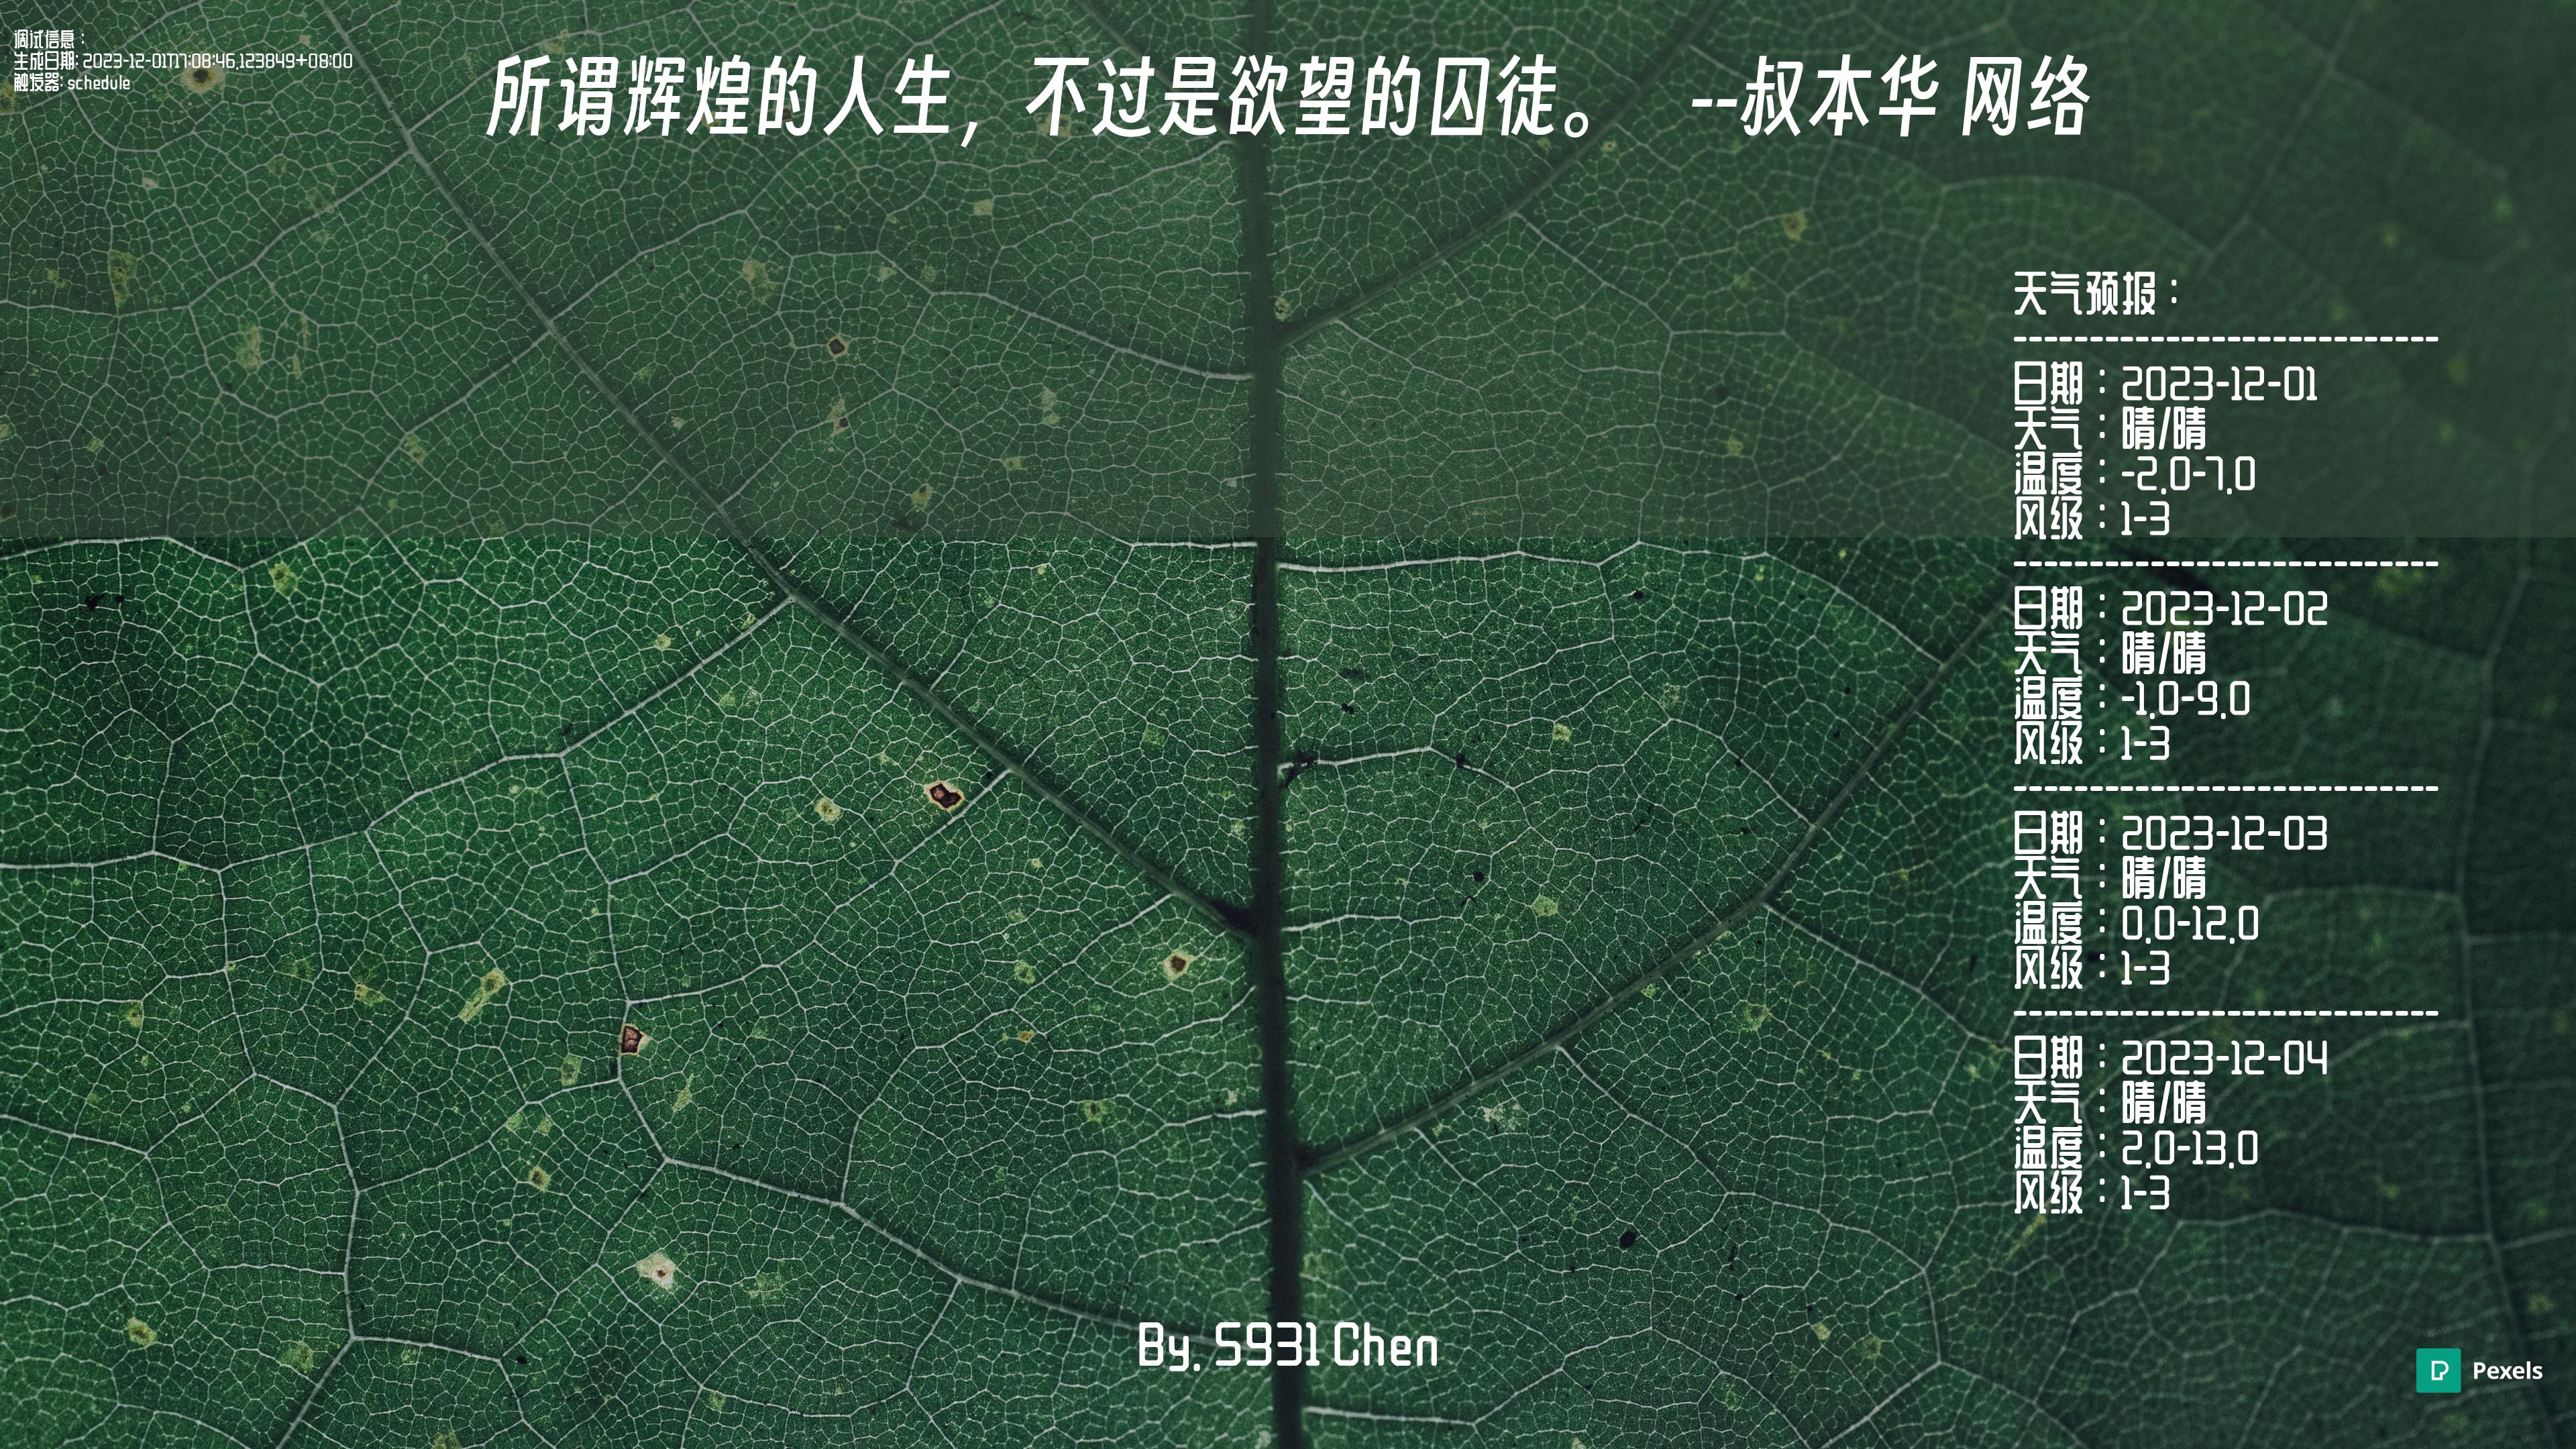 调试信息：
生成日期: 2023-12-01T17:08:46.123849+08:00
触发器: schedule
所谓辉煌的人生，不过是欲望的囚徒。 --叔本华 网络
天气预报：
----------------------------
日期：2023-12-01
天气：晴/晴
温度：-2.0-7.0
风级：1-3
----------------------------
日期：2023-12-02
天气：晴/晴
温度：-1.0-9.0
风级：1-3
----------------------------
日期：2023-12-03
天气：晴/晴
温度：0.0-12.0
风级：1-3
----------------------------
日期：2023-12-04
天气：晴/晴
温度：2.0-13.0
风级：1-3
By. S931 Chen
Pexels